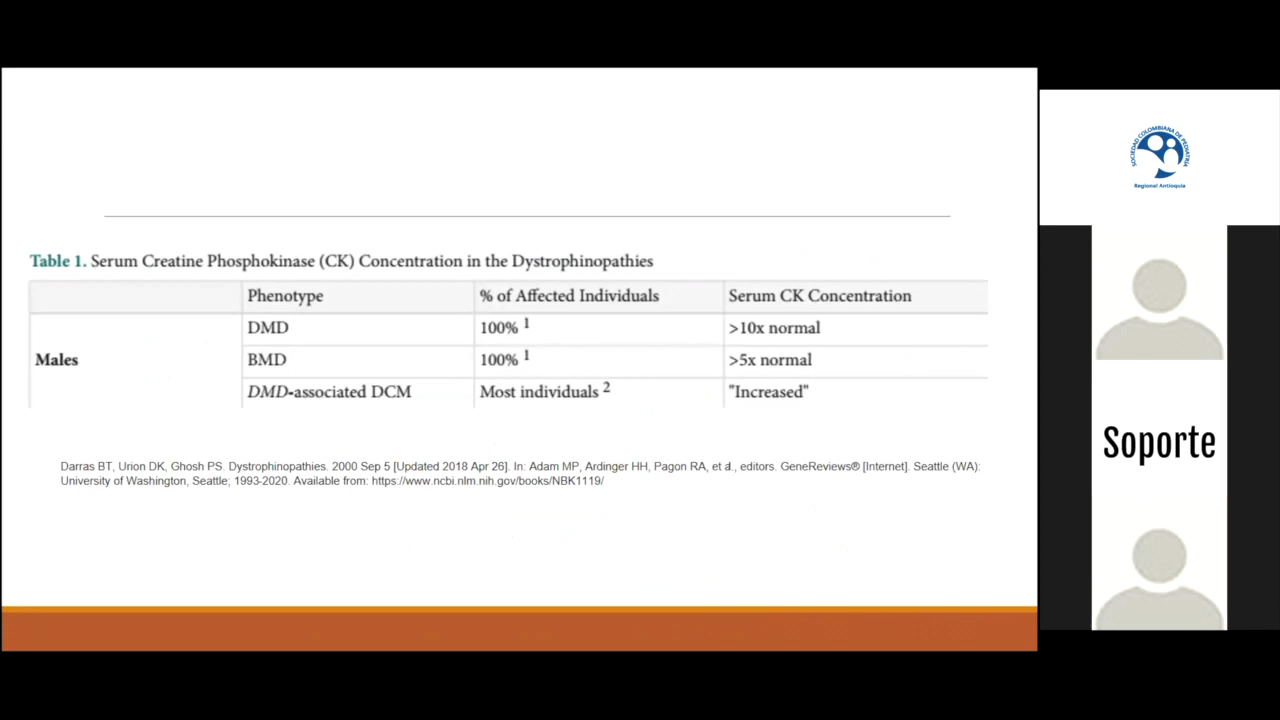 Table 1. Serum Creatine Phosphokinase (CK) Concentration in the Dystrophinopathies
Phenotype % of Affected Individuals Serum CK Concentration
Males
DMD 100% 1 >10x normal
BMD 100% 1 >5x normal
DMD-associated DCM Most individuals 2 "Increased"
Darras BT, Urion DK, Ghosh PS. Dystrophinopathies. 2000 Sep 5 [Updated 2018 Apr 26]. In: Adam MP, Ardinger HH, Pagon RA, et al., editors. GeneReviews® [Internet]. Seattle (WA):
University of Washington, Seattle; 1993-2020. Available from: https://www.ncbi.nlm.nih.gov/books/NBK1119/
SOCIEDAD COLOMBIANA DE PEDIATRÍA
Regional Antioquia
Soporte